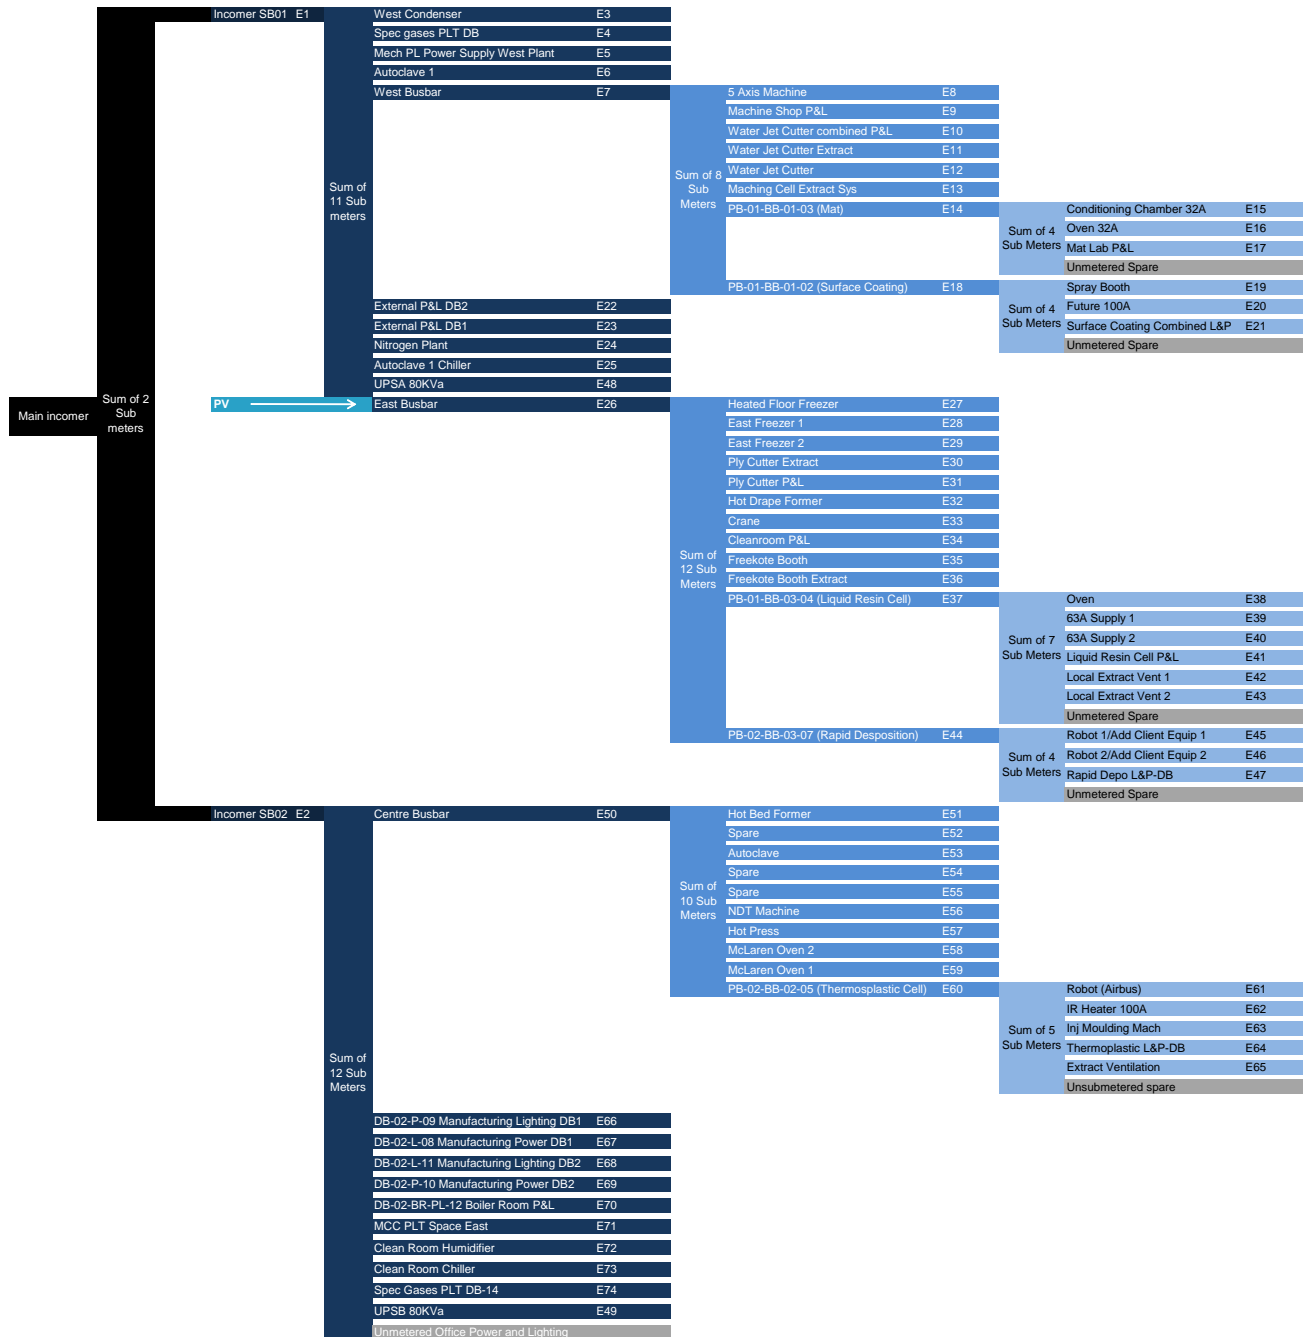 Incomer SB01 E1
West Condenser E3
Spec gases PLT DB E4
Mech PL Power Supply West Plant E5
Autoclave 1 E6
West Busbar E7
5 Axis Machine E8
Machine Shop P&L E9
Water Jet Cutter combined P&L E10
Water Jet Cutter Extract E11
Water Jet Cutter E12
Maching Cell Extract Sys E13
PB-01-BB-01-03 (Mat) E14
Sum of 8
Sub
Meters
Sum of
11 Sub
meters
Conditioning Chamber 32A E15
Oven 32A E16
Mat Lab P&L E17
Unmetered Spare
Sum of 4
Sub Meters
PB-01-BB-01-02 (Surface Coating) E18
Spray Booth E19
Future 100A E20
Surface Coating Combined L&P E21
Unmetered Spare
Sum of 4
Sub Meters
External P&L DB2 E22
External P&L DB1 E23
Nitrogen Plant E24
Autoclave 1 Chiller E25
UPSA 80KVa E48
Main incomer
Sum of 2
Sub
meters
PV
East Busbar E26
Heated Floor Freezer E27
East Freezer 1 E28
East Freezer 2 E29
Ply Cutter Extract E30
Ply Cutter P&L E31
Hot Drape Former E32
Crane E33
Cleanroom P&L E34
Freekote Booth E35
Freekote Booth Extract E36
PB-01-BB-03-04 (Liquid Resin Cell) E37
Sum of
12 Sub
Meters
Oven E38
63A Supply 1 E39
63A Supply 2 E40
Liquid Resin Cell P&L E41
Local Extract Vent 1 E42
Local Extract Vent 2 E43
Unmetered Spare
Sum of 7
Sub Meters
PB-02-BB-03-07 (Rapid Desposition) E44
Robot 1/Add Client Equip 1 E45
Robot 2/Add Client Equip 2 E46
Rapid Depo L&P-DB E47
Unmetered Spare
Sum of 4
Sub Meters
Incomer SB02 E2
Centre Busbar E50
Hot Bed Former E51
Spare E52
Autoclave E53
Spare E54
Spare E55
NDT Machine E56
Hot Press E57
McLaren Oven 2 E58
McLaren Oven 1 E59
PB-02-BB-02-05 (Thermosplastic Cell) E60
Sum of
10 Sub
Meters
Robot (Airbus) E61
IR Heater 100A E62
Inj Moulding Mach E63
Thermoplastic L&P-DB E64
Extract Ventilation E65
Unsubmetered spare
Sum of 5
Sub Meters
Sum of
12 Sub
Meters
DB-02-P-09 Manufacturing Lighting DB1 E66
DB-02-L-08 Manufacturing Power DB1 E67
DB-02-L-11 Manufacturing Lighting DB2 E68
DB-02-P-10 Manufacturing Power DB2 E69
DB-02-BR-PL-12 Boiler Room P&L E70
MCC PLT Space East E71
Clean Room Humidifier E72
Clean Room Chiller E73
Spec Gases PLT DB-14 E74
UPSB 80KVa E49
Unmetered Office Power and Lighting